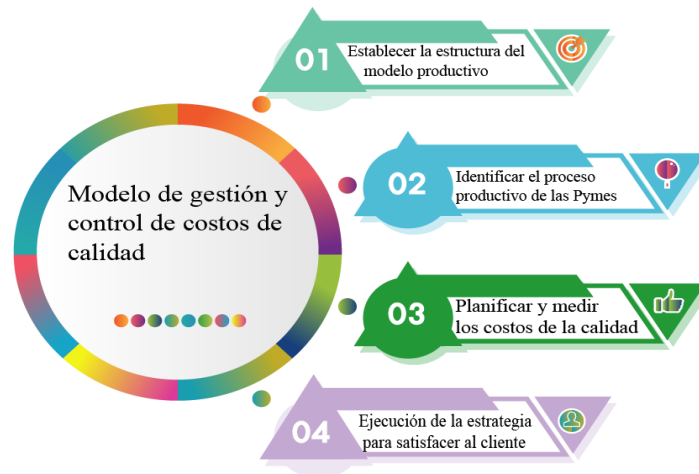 Modelo de gestión y
control de costos de
calidad
01
Establecer la estructura del
modelo productivo
02
Identificar el proceso
productivo de las Pymes
03
Planificar y medir
los costos de la calidad
04
Ejecución de la estrategia
para satisfacer al cliente